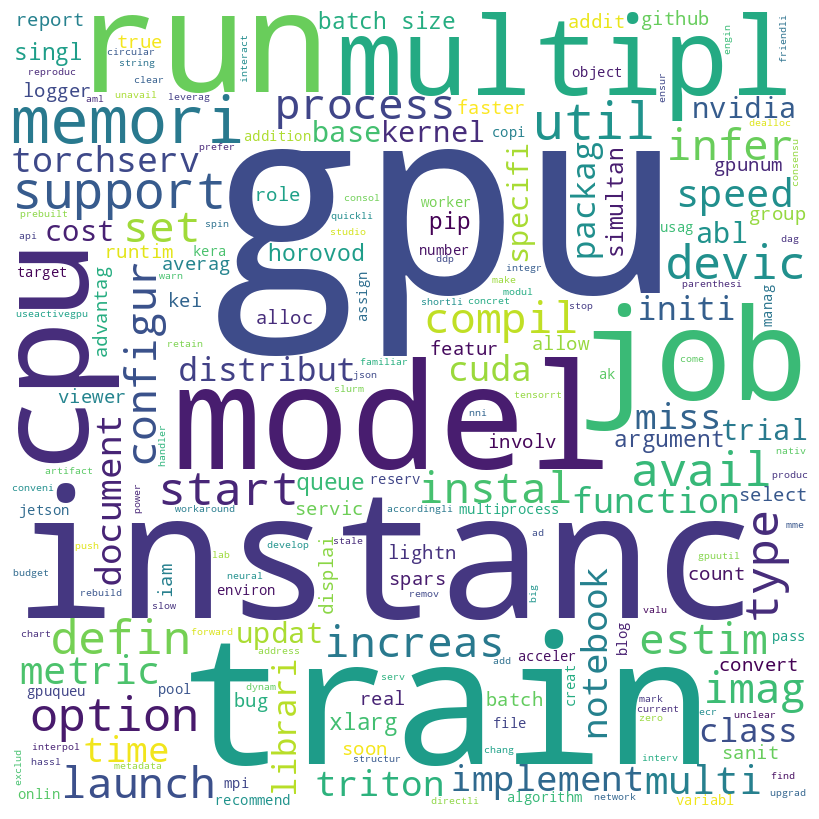 report
true
circular
string
run
interact
batch size
multipl
addit
github
engin
friendli
singl
reproduc
clear
logger
aml
unavail
leverag
object
ensur
process
faster
nvidia
memori
prefer
addition
base
kernel
copi
util
dealloc
infer
consensu
torchserv
gpu
specifi
packag
simultan
gpunum
support
role
consol
worker
speed
prebuilt
quickli
pip
usag
group
api
cost
set
spin
studio
number
abl
dag
target
runtim
kera
horovod
ddp
devic
cpu
averag
integr
parenthesi
useactivegpu
advantag
configur
warn
kei
alloc
assign
make
modul
shortli
concret
stop
initi
manag
retain
compil
job
featur
allow
viewer
distribut
familiar
json
cuda
ak
come
slurm
tensorrt
model
nni
miss
argument
trial
involv
document
handler
artifact
power
start
queue
reserv
instal
avail
nativ
conveni
function
select
produc
jetson
push
workaround
servic
accordingli
multiprocess
type
instanc
develop
stale
ad
gpuutil
mme
lab
displai
lightn
budget
iam
neural
spars
count
rebuild
environ
remov
big
valu
slow
chart
defin
forward
updat
increas
add
notebook
blog
estim
pass
address
acceler
convert
metric
train
serv
creat
gpuqueu
pool
dynam
librari
real
batch
imag
option
bug
file
mark
current
ecr
unclear
xlarg
zero
class
interpol
time
soon
structur
chang
interv
sanit
exclud
hassl
metadata
find
onlin
launch
mpi
triton
implement
multi
upgrad
recommend
directli
algorithm
network
variabl